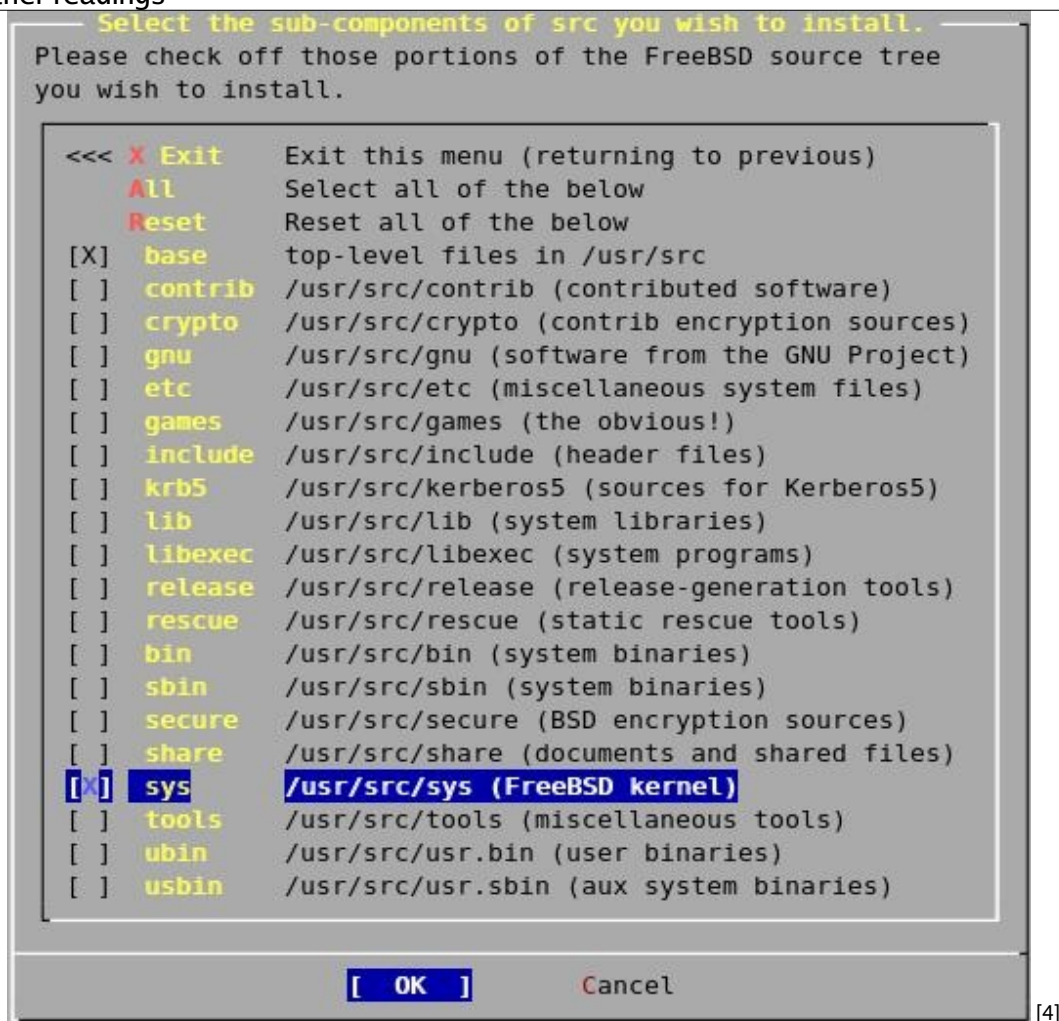 Select the sub-components of src you wish to install.
Please check off those portions of the FreeBSD source tree
you wish to install.
<<< X Exit Exit this menu (returning to previous)
All Select all of the below
Reset Reset all of the below
[X] base top-level files in /usr/src
[ ] contrib /usr/src/contrib (contributed software)
[ ] crypto /usr/src/crypto (contrib encryption sources)
[ ] gnu /usr/src/gnu (software from the GNU Project)
[ ] etc /usr/src/etc (miscellaneous system files)
[ ] games /usr/src/games (the obvious!)
[ ] include /usr/src/include (header files)
[ ] krb5 /usr/src/kerberos5 (sources for Kerberos5)
[ ] lib /usr/src/lib (system libraries)
[ ] libexec /usr/src/libexec (system programs)
[ ] release /usr/src/release (release-generation tools)
[ ] rescue /usr/src/rescue (static rescue tools)
[ ] bin /usr/src/bin (system binaries)
[ ] sbin /usr/src/sbin (system binaries)
[ ] secure /usr/src/secure (BSD encryption sources)
[ ] share /usr/src/share (documents and shared files)
[X] sys /usr/src/sys (FreeBSD kernel)
[ ] tools /usr/src/tools (miscellaneous tools)
[ ] ubin /usr/src/usr.bin (user binaries)
[ ] usbin /usr/src/usr.sbin (aux system binaries)
[ OK ] Cancel
[4]